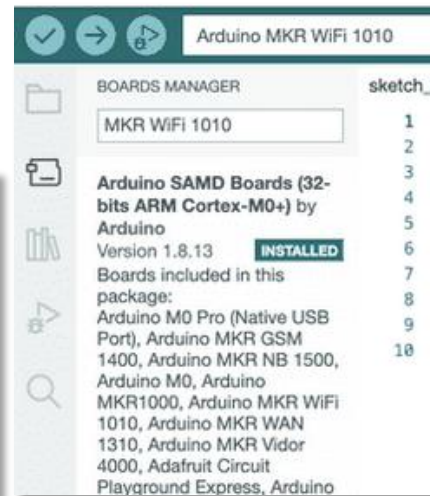 Arduino MKR WiFi 1010
BOARDS MANAGER
MKR WiFi 1010
Arduino SAMD Boards (32-
bits ARM Cortex-M0+) by
Arduino
Version 1.8.13 INSTALLED
Boards included in this
package:
Arduino M0 Pro (Native USB
Port), Arduino MKR GSM
1400, Arduino MKR NB 1500,
Arduino M0, Arduino
MKR1000, Arduino MKR WiFi
1010, Arduino MKR WAN
1310, Arduino MKR Vidor
4000, Adafruit Circuit
Playground Express, Arduino
sketch_
1
2
3
4
5
6
7
8
9
10